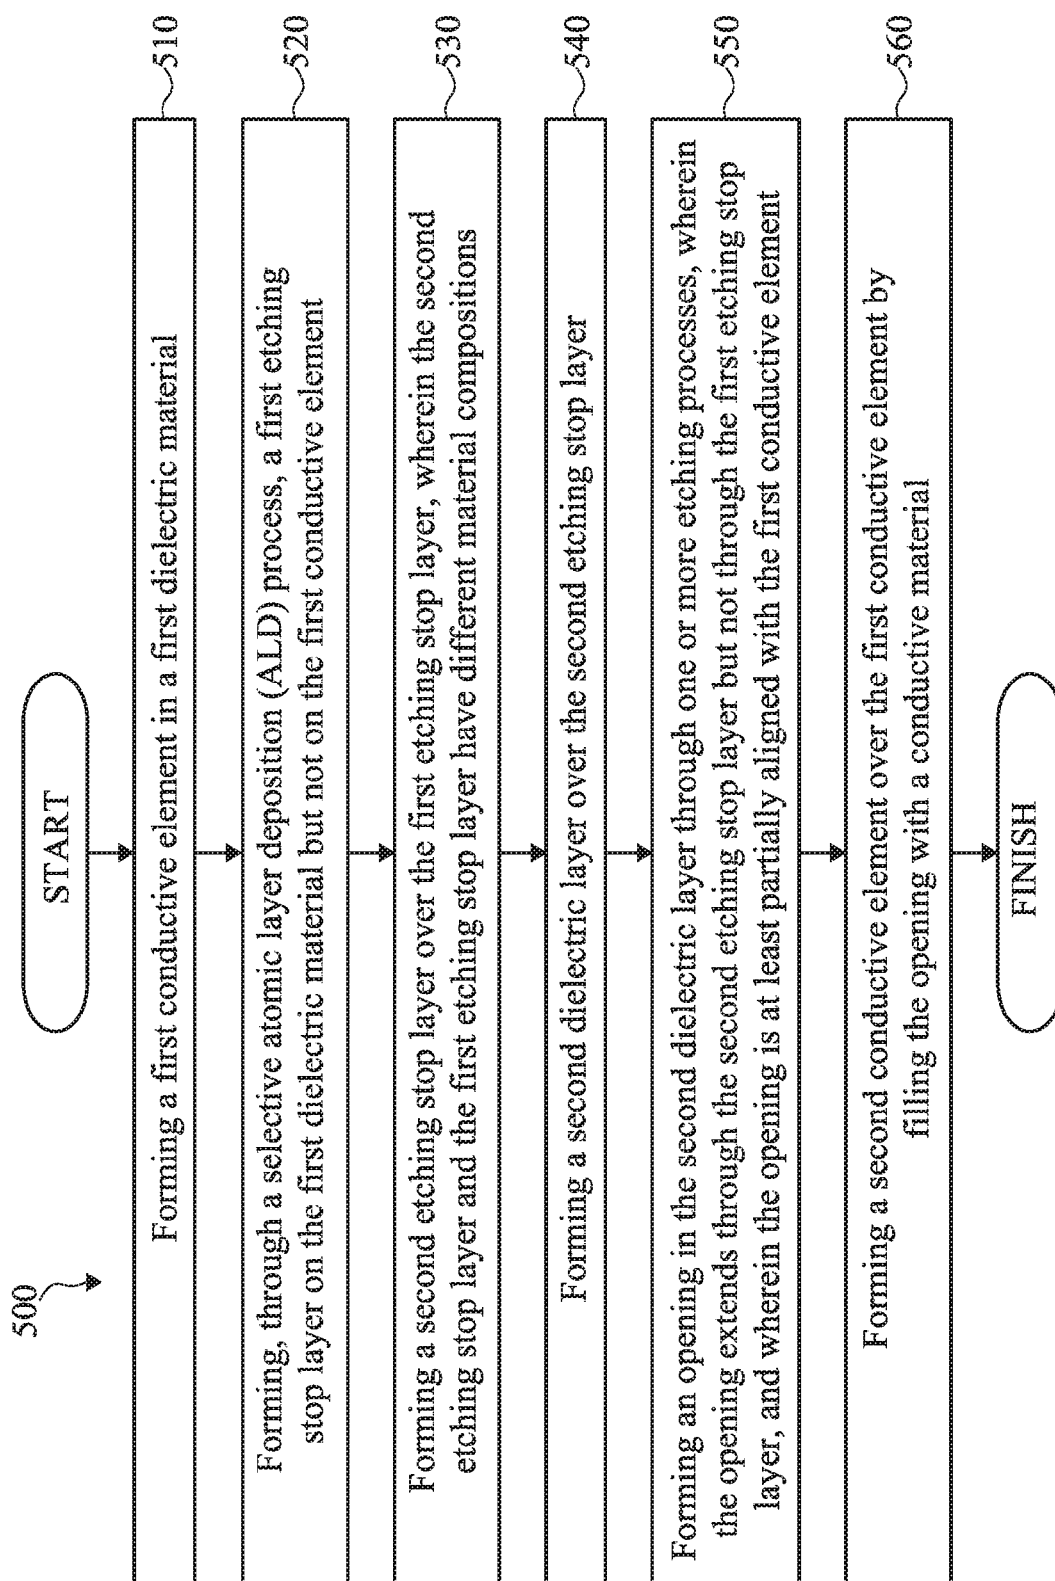 500
START
Forming a first conductive element in a first dielectric material
510
Forming, through a selective atomic layer deposition (ALD) process, a first etching
stop layer on the first dielectric material but not on the first conductive element
520
Forming a second etching stop layer over the first etching stop layer, wherein the second
etching stop layer and the first etching stop layer have different material compositions
530
Forming a second dielectric layer over the second etching stop layer
540
Forming an opening in the second dielectric layer through one or more etching processes, wherein
the opening extends through the second etching stop layer but not through the first etching stop
layer, and wherein the opening is at least partially aligned with the first conductive element
550
Forming a second conductive element over the first conductive element by
filling the opening with a conductive material
560
FINISH